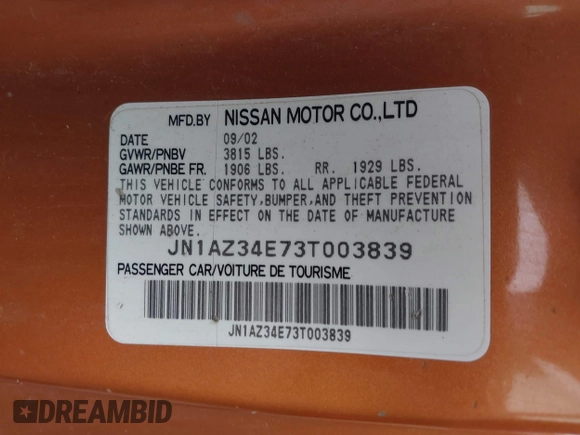 MFD.BY NISSAN MOTOR CO.,LTD
DATE 09/02
GVWR/PNBV 3815 LBS.
GAWR/PNBE FR. 1906 LBS. RR. 1929 LBS.
THIS VEHICLE CONFORMS TO ALL APPLICABLE FEDERAL
MOTOR VEHICLE SAFETY,BUMPER,AND THEFT PREVENTION
STANDARDS IN EFFECT ON THE DATE OF MANUFACTURE
SHOWN ABOVE.
JN1AZ34E73T003839
PASSENGER CAR/VOITURE DE TOURISME
JN1AZ34E73T003839
DREAMBID